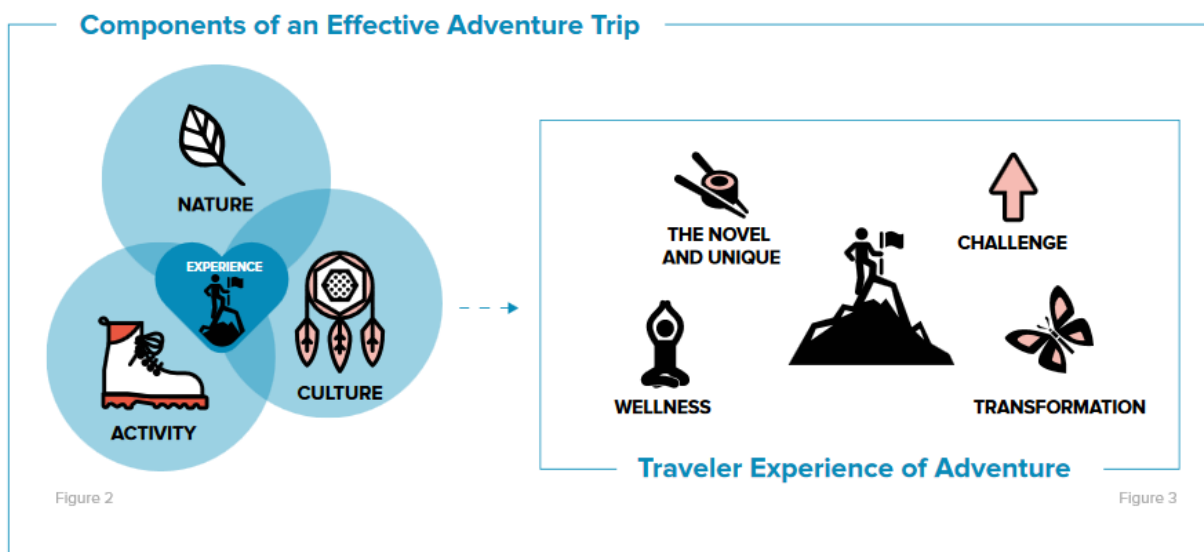 Components of an Effective Adventure Trip
NATURE
EXPERIENCE
CULTURE
ACTIVITY
Figure 2
THE NOVEL
AND UNIQUE
CHALLENGE
WELLNESS
TRANSFORMATION
Traveler Experience of Adventure
Figure 3